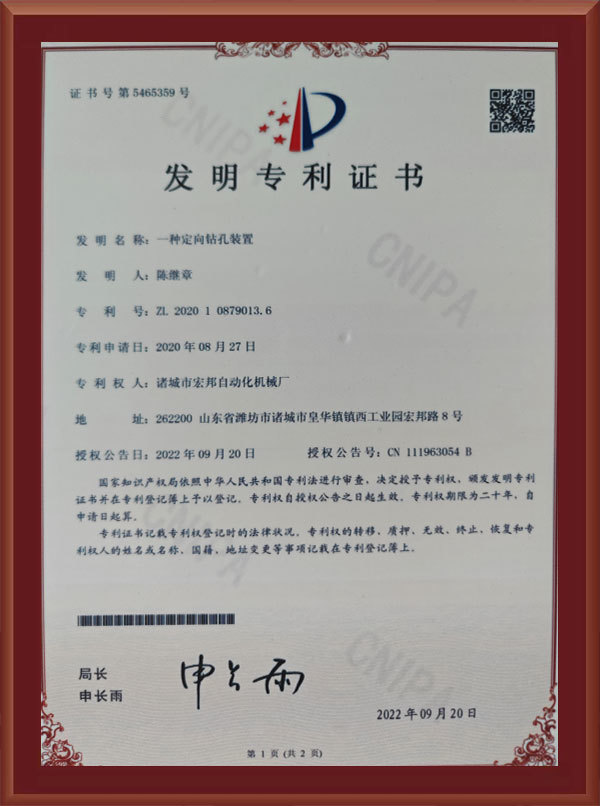 证书号第5465359号
发明专利证书
发明名称：一种定向钻孔装置
发明人：陈继章
专利号：ZL 2020 1 0879013.6
专利申请日：2020年08月27日
专利权人：诸城市宏邦自动化机械厂
地址：262200 山东省潍坊市诸城市皇华镇镇西工业园宏邦路8号
授权公告日：2022年09月20日 授权公告号：CN 111963054 B
国家知识产权局依照中华人民共和国专利法进行审查，决定授予专利权，颁发发明专利
证书并在专利登记簿上予以登记。专利权自授权公告之日起生效。专利权期限为二十年，自
申请日起算。
专利证书记载专利权登记时的法律状况。专利权的转移、质押、无效、终止、恢复和专
利权人的姓名或名称、国籍、地址变更等事项记载在专利登记簿上。
局长
申长雨
申长雨
2022年09月20日
第 1 页 (共 2 页)
CNIPA
CNIPA
CNIPA
CNIPA